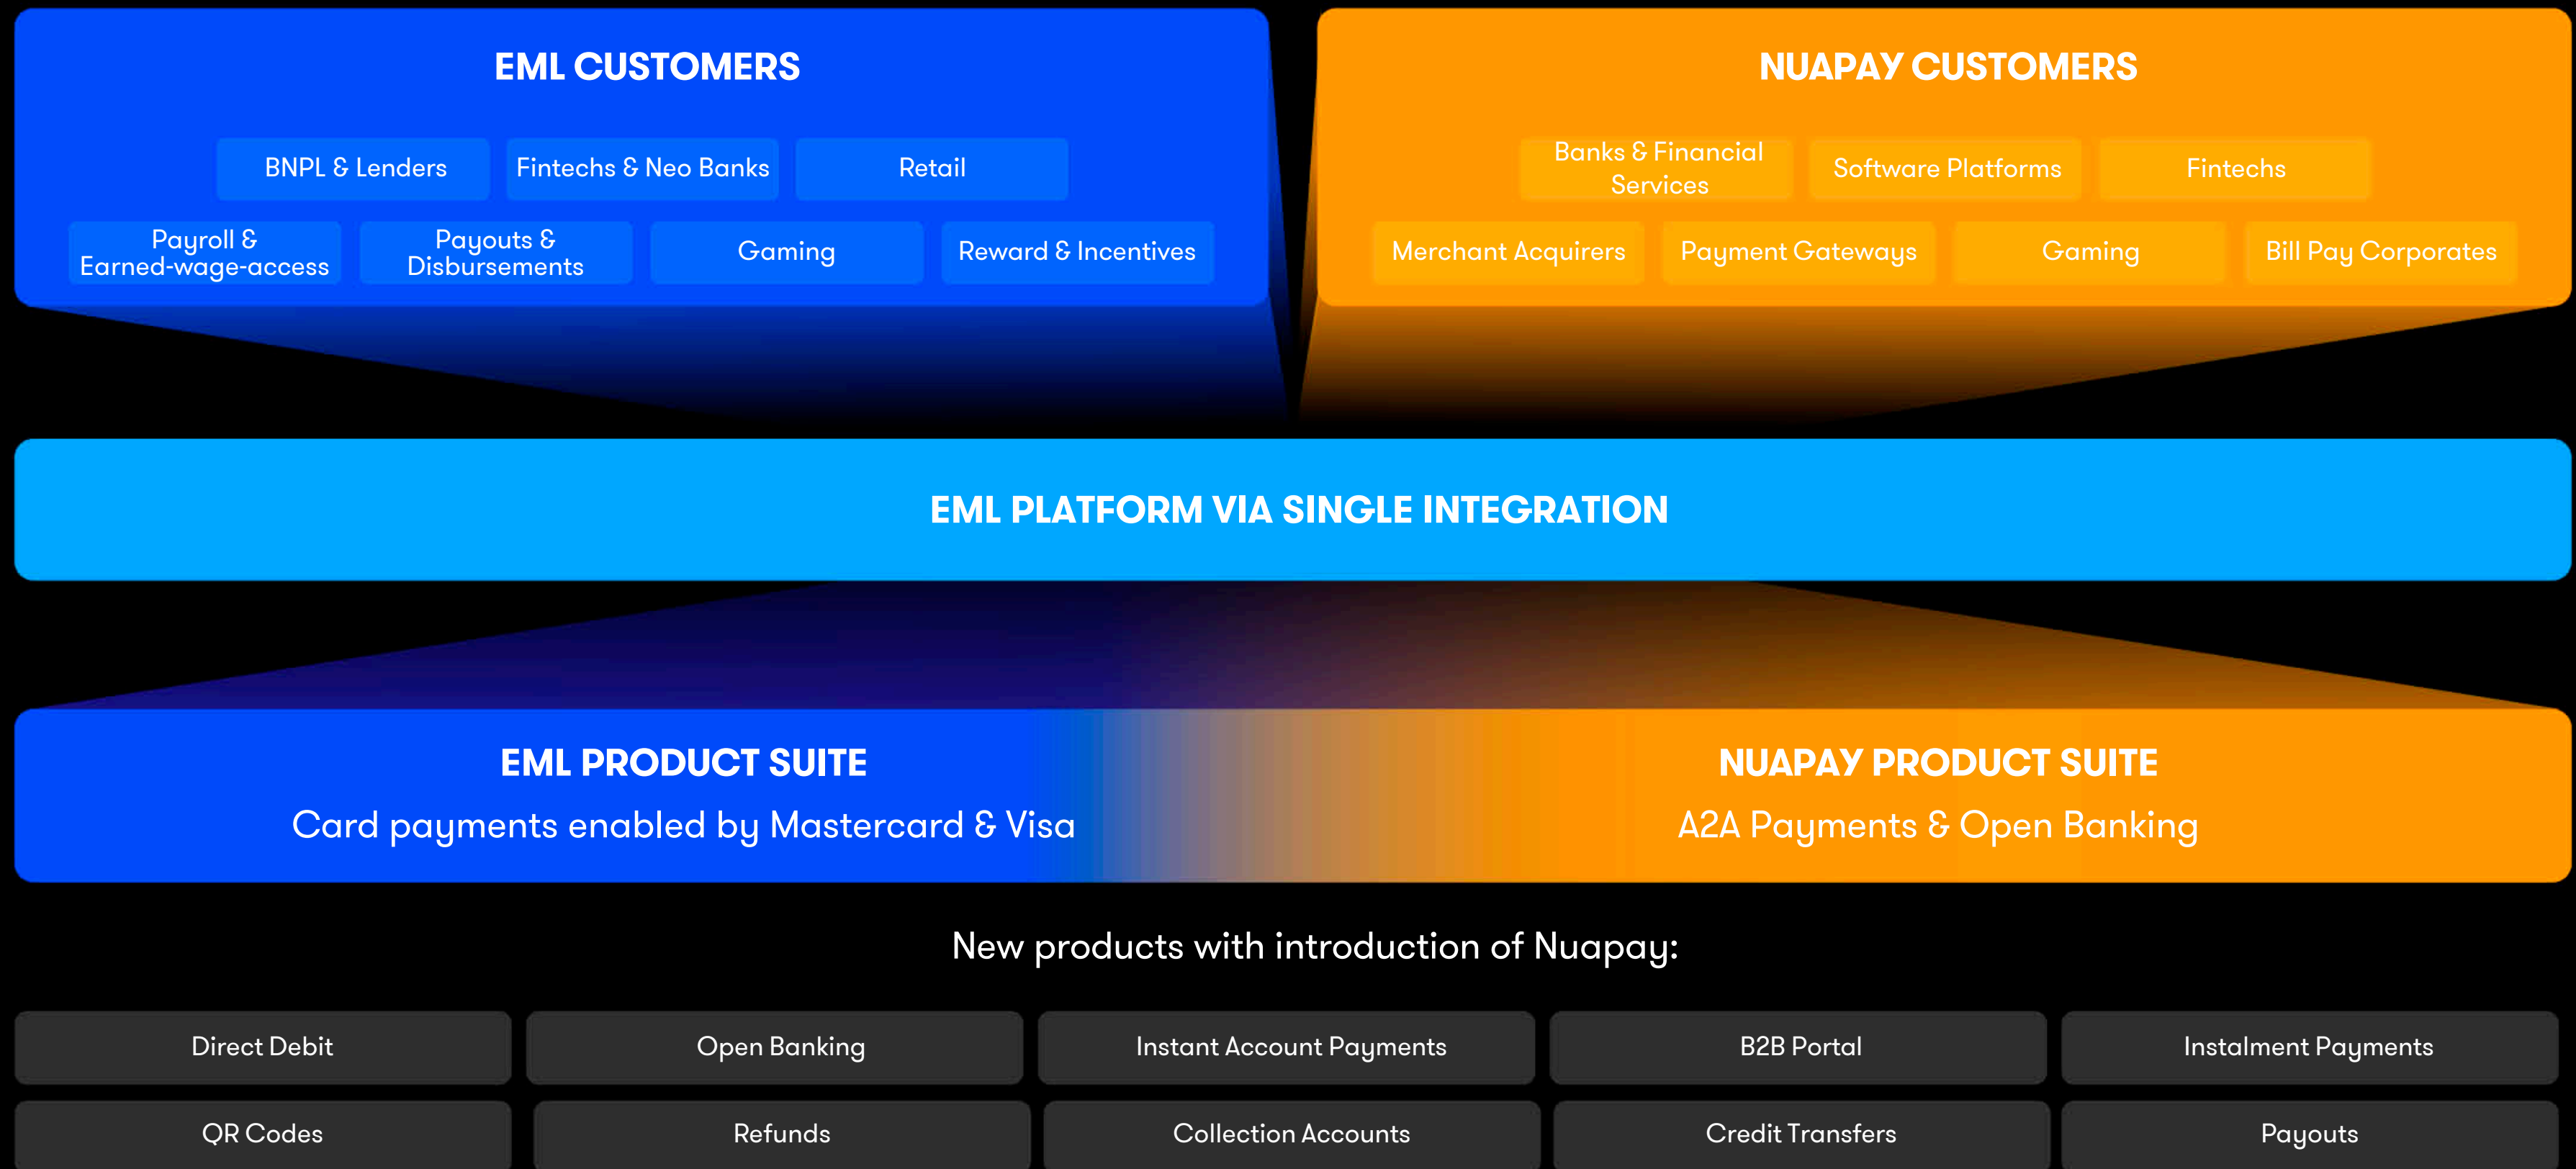 EML CUSTOMERS
BNPL & Lenders
Fintechs & Neo Banks
Retail
Payroll &
Earned-wage-access
Payouts &
Disbursements
Gaming
Reward & Incentives
NUAPAY CUSTOMERS
Banks & Financial
Services
Software Platforms
Fintechs
Merchant Acquirers
Payment Gateways
Gaming
Bill Pay Corporates
EML PLATFORM VIA SINGLE INTEGRATION
EML PRODUCT SUITE
Card payments enabled by Mastercard & Visa
NUAPAY PRODUCT SUITE
A2A Payments & Open Banking
New products with introduction of Nuapay:
Direct Debit
Open Banking
Instant Account Payments
B2B Portal
Instalment Payments
QR Codes
Refunds
Collection Accounts
Credit Transfers
Payouts